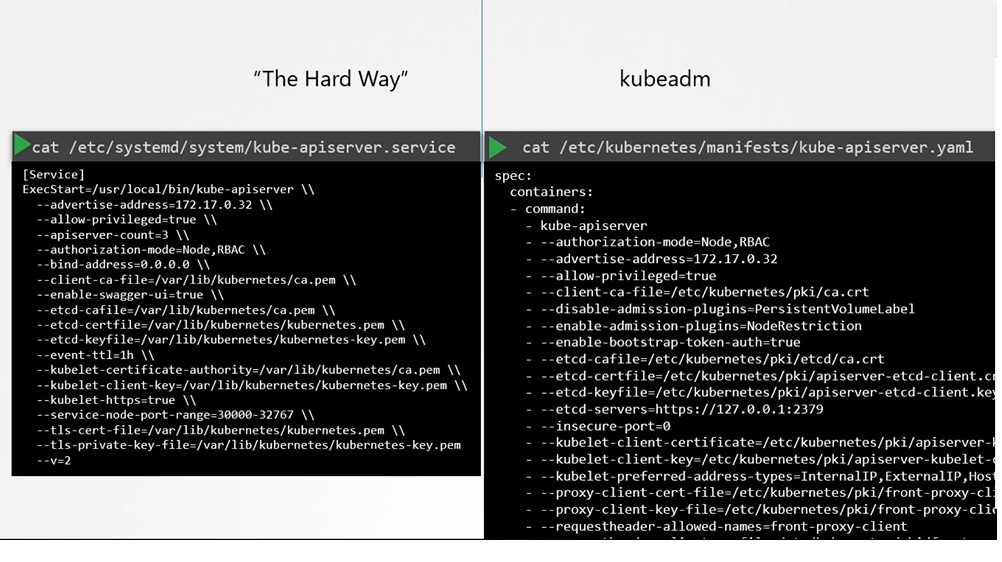 "The Hard Way"
cat /etc/systemd/system/kube-apiserver.service
[Service]
ExecStart=/usr/local/bin/kube-apiserver \\
--advertise-address=172.17.0.32 \\
--allow-privileged=true \\
--apiserver-count=3 \\
--authorization-mode=Node,RBAC \\
--bind-address=0.0.0.0 \\
--client-ca-file=/var/lib/kubernetes/ca.pem \\
--enable-swagger-ui=true \\
--etcd-cafile=/var/lib/kubernetes/ca.pem \\
--etcd-certfile=/var/lib/kubernetes/kubernetes.pem \\
--etcd-keyfile=/var/lib/kubernetes/kubernetes-key.pem \\
--event-ttl=1h \\
--kubelet-certificate-authority=/var/lib/kubernetes/ca.pem \\
--kubelet-client-key=/var/lib/kubernetes/kubernetes-key.pem \\
--kubelet-https=true \\
--service-node-port-range=30000-32767 \\
--tls-cert-file=/var/lib/kubernetes/kubernetes.pem \\
--tls-private-key-file=/var/lib/kubernetes/kubernetes-key.pem
--v=2
kubeadm
cat /etc/kubernetes/manifests/kube-apiserver.yaml
spec:
containers:
- command:
- kube-apiserver
- --authorization-mode=Node,RBAC
- --advertise-address=172.17.0.32
- --allow-privileged=true
- --client-ca-file=/etc/kubernetes/pki/ca.crt
- --disable-admission-plugins=PersistentVolumeLabel
- --enable-admission-plugins=NodeRestriction
- --enable-bootstrap-token-auth=true
- --etcd-cafile=/etc/kubernetes/pki/etcd/ca.crt
- --etcd-certfile=/etc/kubernetes/pki/apiserver-etcd-client.c
- --etcd-keyfile=/etc/kubernetes/pki/apiserver-etcd-client.key
- --etcd-servers=https://127.0.0.1:2379
- --insecure-port=0
- --kubelet-client-certificate=/etc/kubernetes/pki/apiserver-
- --kubelet-client-key=/etc/kubernetes/pki/apiserver-kubelet-
- --kubelet-preferred-address-types=InternalIP,ExternalIP,Host
- --proxy-client-cert-file=/etc/kubernetes/pki/front-proxy-cl
- --proxy-client-key-file=/etc/kubernetes/pki/front-proxy-cli
- --requestheader-allowed-names=front-proxy-client